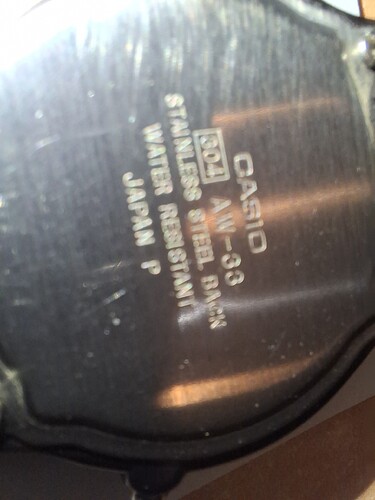 CASIO
304 AW-33
STAINLESS STEEL BACK
WATER RESISTANT
JAPAN P